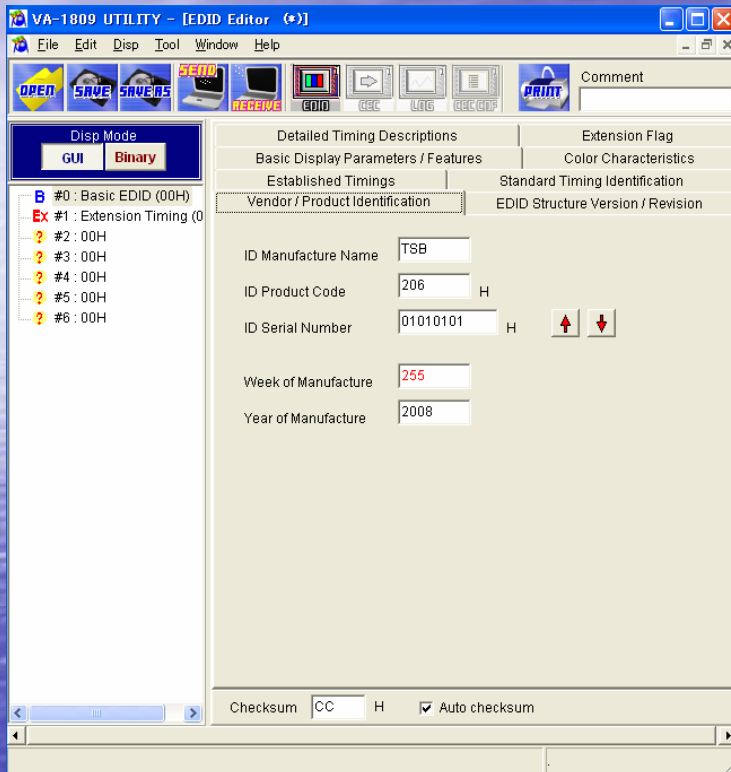 VA-1809 UTILITY - [EDID Editor (*)]
File Edit Disp Tool Window Help
OPEN SAVE SAVE AS SEND RECEIVE EDID CEC LOG CEC CDF PRINT
Comment
Disp Mode
GUI Binary
B #0 : Basic EDID (00H)
Ex #1 : Extension Timing (0
? #2 : 00H
? #3 : 00H
? #4 : 00H
? #5 : 00H
? #6 : 00H
Detailed Timing Descriptions Extension Flag
Basic Display Parameters / Features Color Characteristics
Established Timings Standard Timing Identification
Vendor / Product Identification EDID Structure Version / Revision
ID Manufacture Name TSB
ID Product Code 206 H
ID Serial Number 01010101 H
Week of Manufacture 255
Year of Manufacture 2008
Checksum CC H Auto checksum